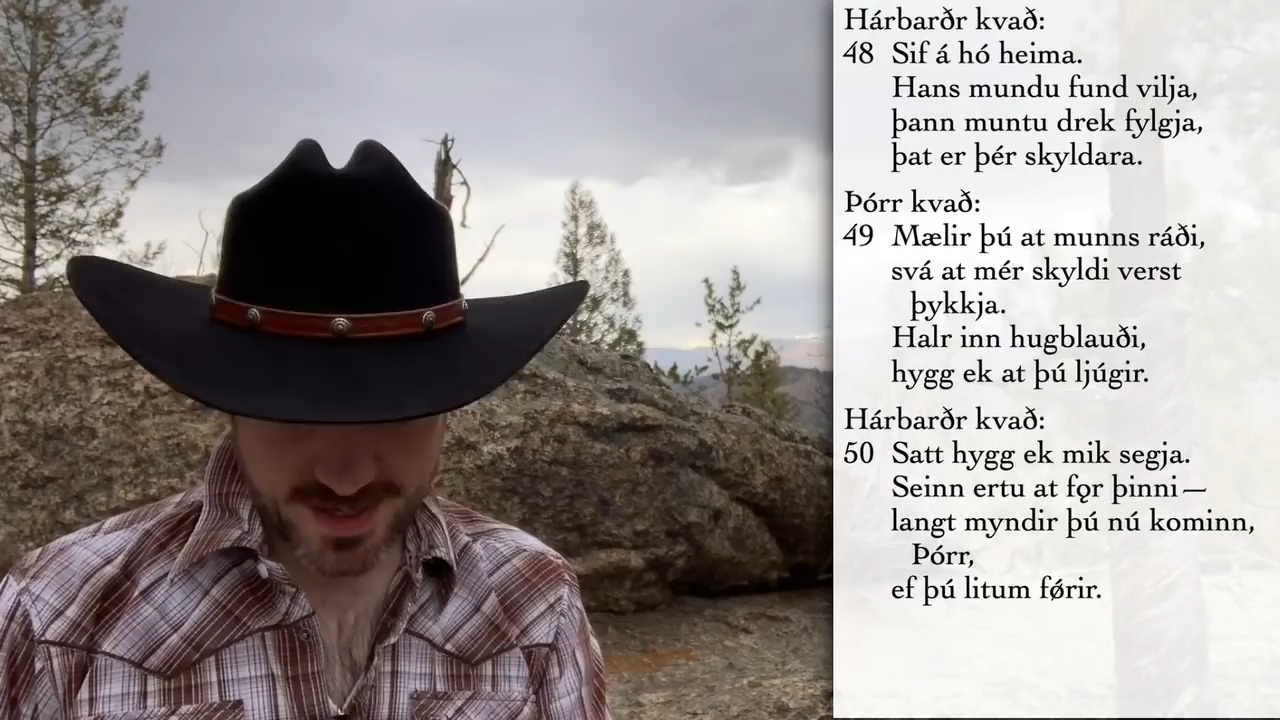 Hárbarðr kvað:
48 Sif á hó heima.
Hans mundu fund vilja,
þann muntu drek fylgja,
þat er þér skyldara.
Þórr kvað:
49 Mælir þú at munns ráði,
svá at mér skyldi verst
þykkja.
Halr inn hugblauði,
hygg ek at þú ljúgir.
Hárbarðr kvað:
50 Satt hygg ek mik segja.
Seinn ertu at fǫr þinni—
langt myndir þú nú kominn,
Þórr,
ef þú litum fǿrir.